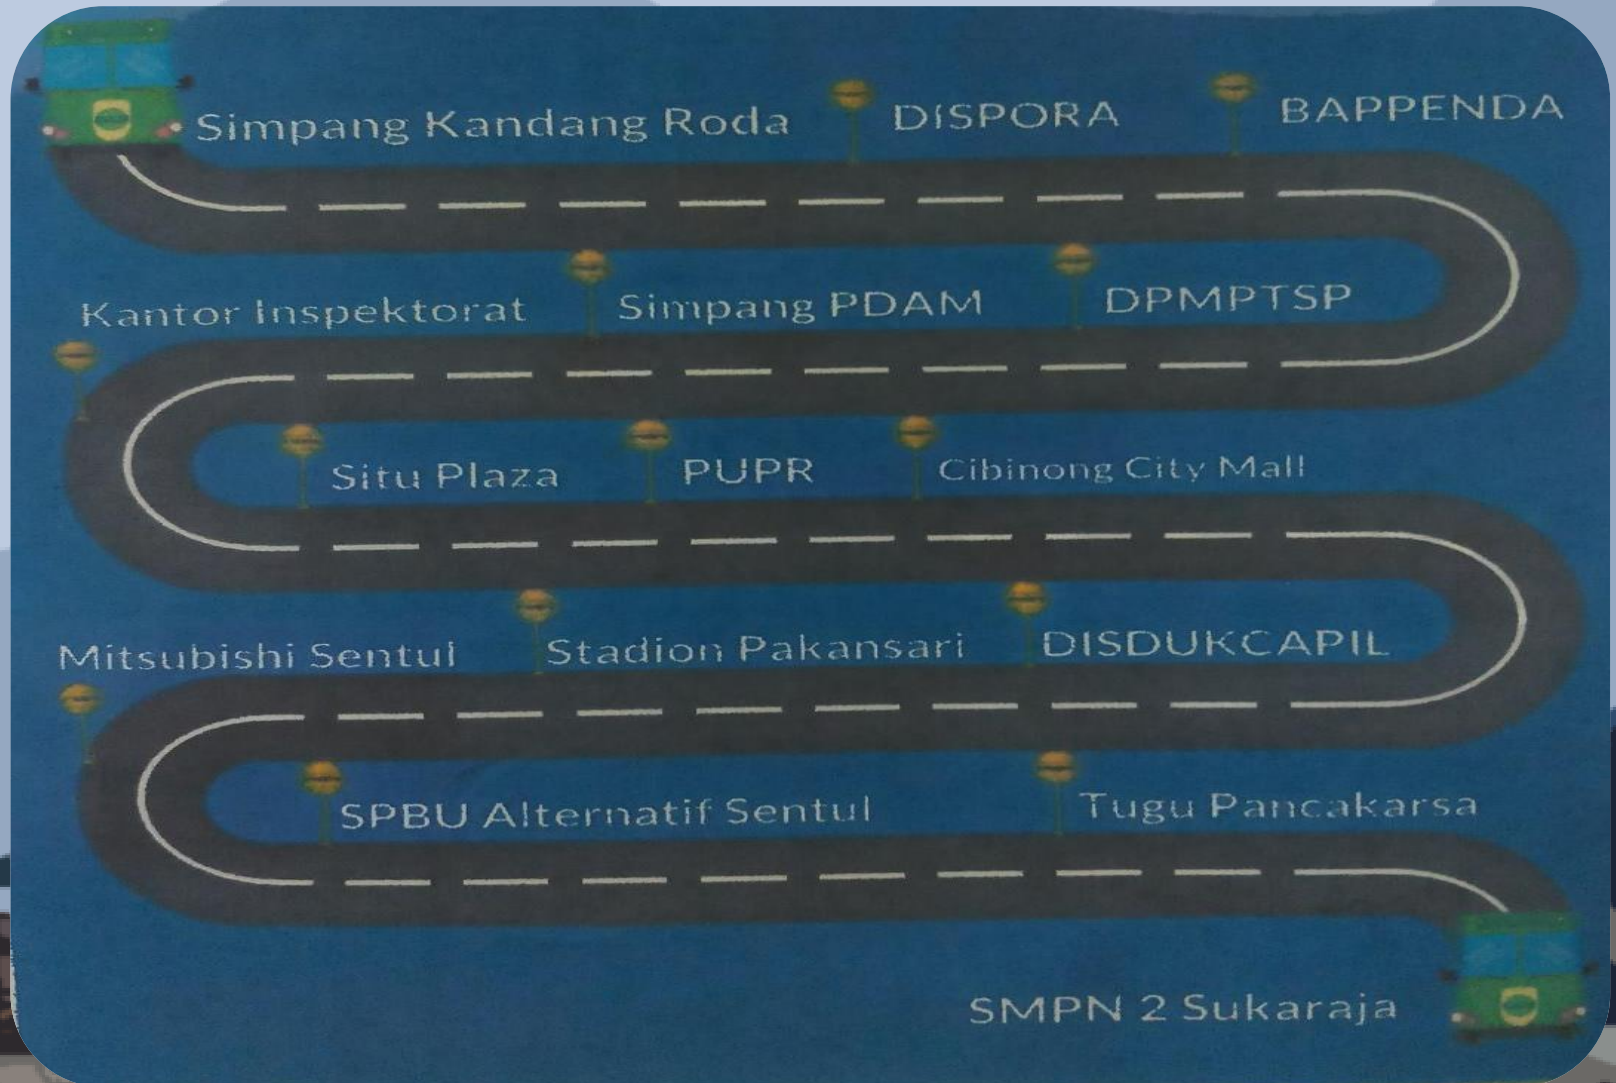 Simpang Kandang Roda DISPORA BAPPENDA
Kantor Inspektorat Simpang PDAM DPMPTSP
Situ Plaza PUPR Cibinong City Mall
Mitsubishi Sentul Stadion Pakansari DISDUKCAPIL
SPBU Alternatif Sentul Tugu Pancakarsa
SMPN 2 Sukaraja